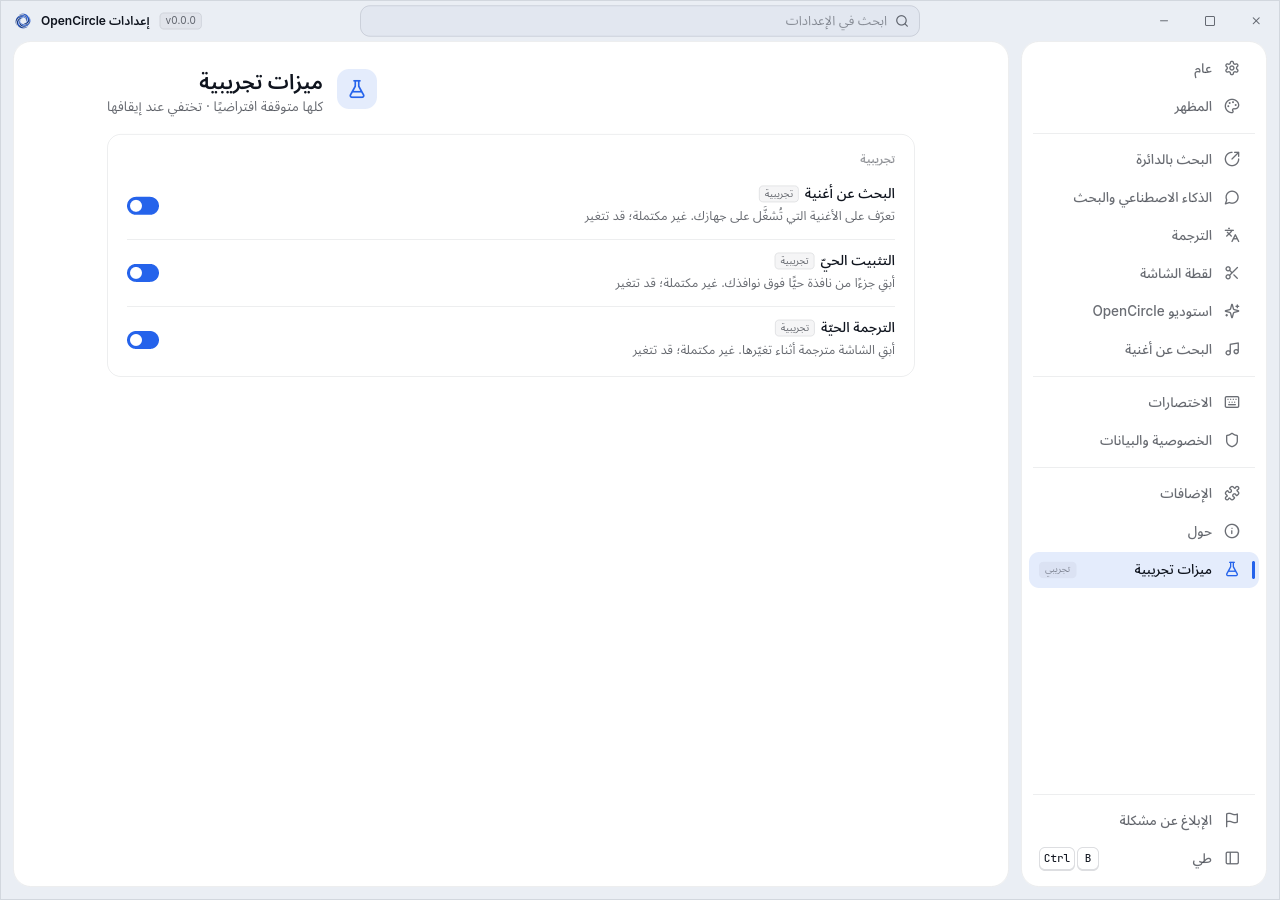 إعدادات OpenCircle
v0.0.0
ابحث في الإعدادات
عام
المظهر
البحث بالدائرة
الذكاء الاصطناعي والبحث
الترجمة
لقطة الشاشة
استوديو OpenCircle
البحث عن أغنية
الاختصارات
الخصوصية والبيانات
الإضافات
حول
ميزات تجريبية تجريبي
الإبلاغ عن مشكلة
طي Ctrl B
ميزات تجريبية
كلها متوقفة افتراضيًا · تختفي عند إيقافها
تجريبية
البحث عن أغنية تجريبية
تعرّف على الأغنية التي تُشغَّل على جهازك. غير مكتملة؛ قد تتغير
التثبيت الحيّ تجريبية
أبقِ جزءًا من نافذة حيًّا فوق نوافذك. غير مكتملة؛ قد تتغير
الترجمة الحيّة تجريبية
أبقِ الشاشة مترجمة أثناء تغيّرها. غير مكتملة؛ قد تتغير